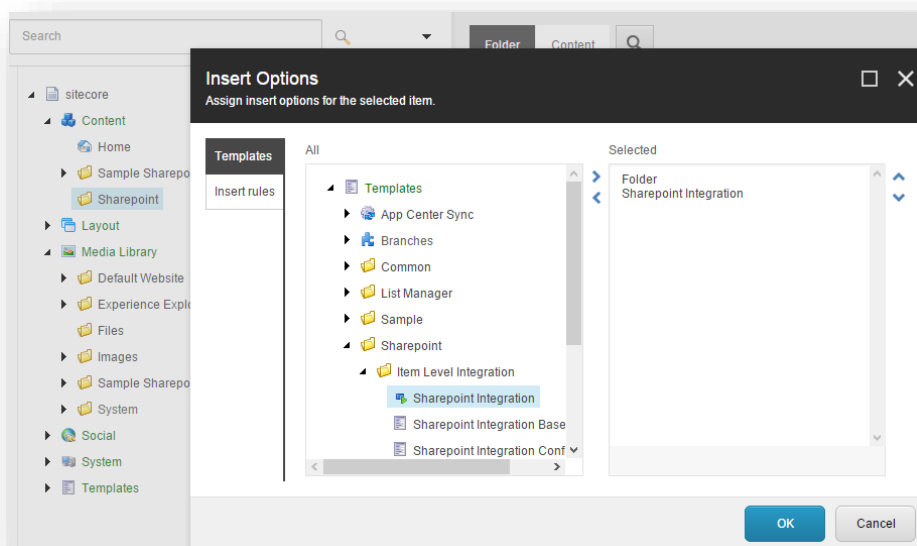 Search
Folder
Content
Insert Options
Assign insert options for the selected item.
sitecore
Content
Home
Sample Sharepo
Sharepoint
Layout
Media Library
Default Website
Experience Explo
Files
Images
Sample Sharepo
System
Social
System
Templates
Templates
Insert rules
All
Templates
App Center Sync
Branches
Common
List Manager
Sample
Sharepoint
Item Level Integration
Sharepoint Integration
Sharepoint Integration Base
Sharepoint Integration Conf
Selected
Folder
Sharepoint Integration
OK
Cancel